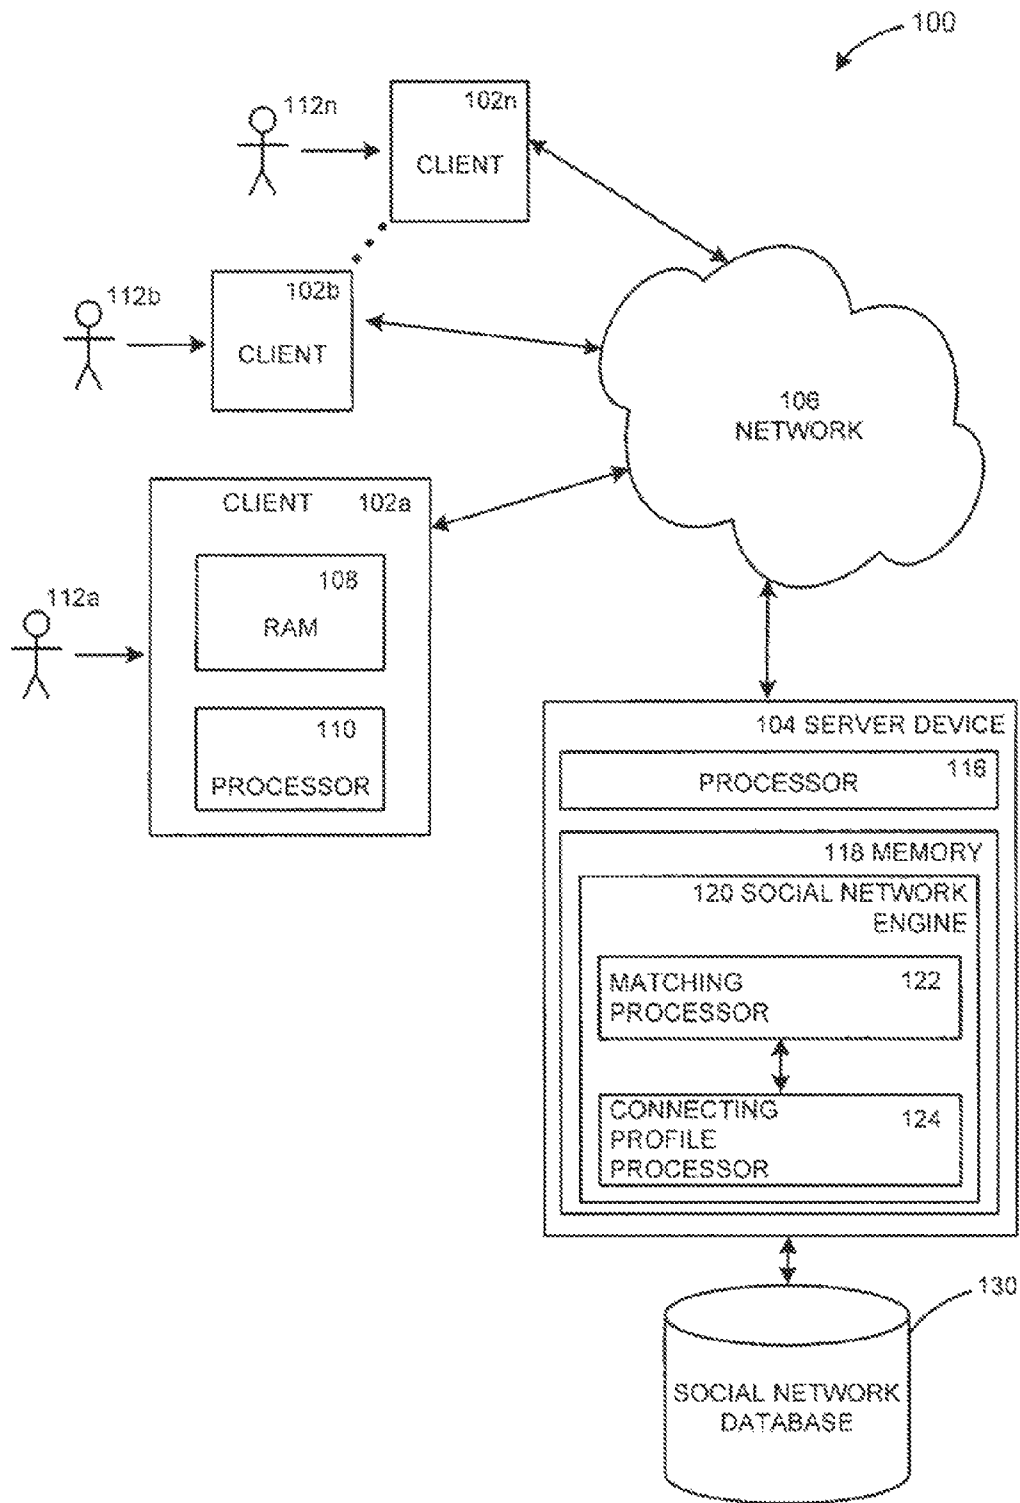 100
112n
102n
CLIENT
112b
102b
CLIENT
106
NETWORK
CLIENT 102a
108
RAM
112a
110
PROCESSOR
104 SERVER DEVICE
PROCESSOR 116
118 MEMORY
120 SOCIAL NETWORK
ENGINE
MATCHING 122
PROCESSOR
CONNECTING
PROFILE 124
PROCESSOR
130
SOCIAL NETWORK
DATABASE